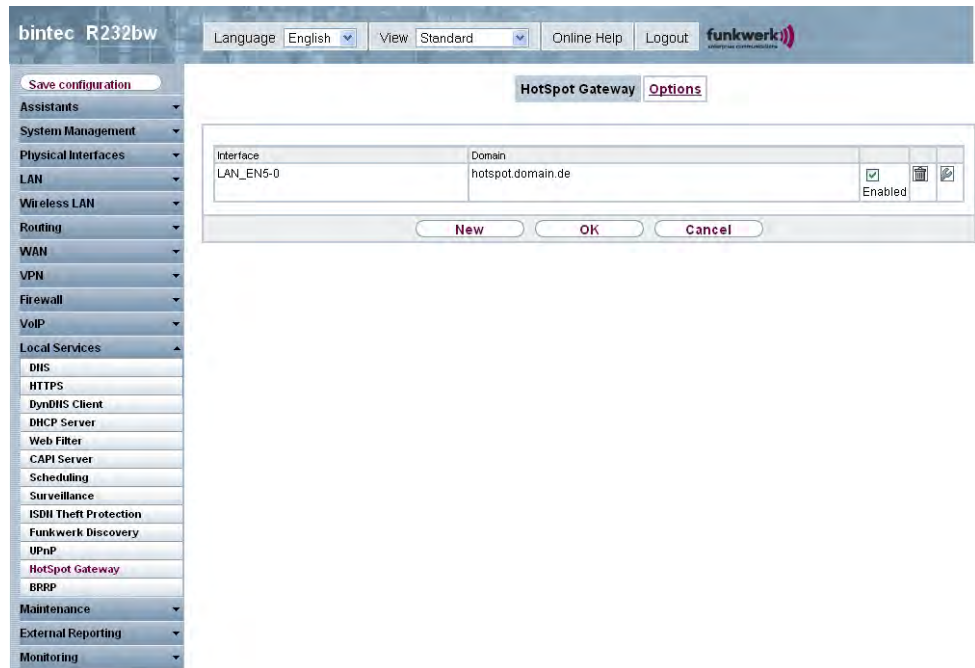 bintec R232bw
Language English View Standard Online Help Logout funkwerk
enterprise communications
Save configuration
Assistants
System Management
Physical Interfaces
LAN
Wireless LAN
Routing
WAN
VPN
Firewall
VoIP
Local Services
DNS
HTTPS
DynDNS Client
DHCP Server
Web Filter
CAPI Server
Scheduling
Surveillance
ISDN Theft Protection
Funkwerk Discovery
UPnP
HotSpot Gateway
BRRP
Maintenance
External Reporting
Monitoring
HotSpot Gateway Options
Interface Domain
LAN_EN5-0 hotspot.domain.de
Enabled
New OK Cancel